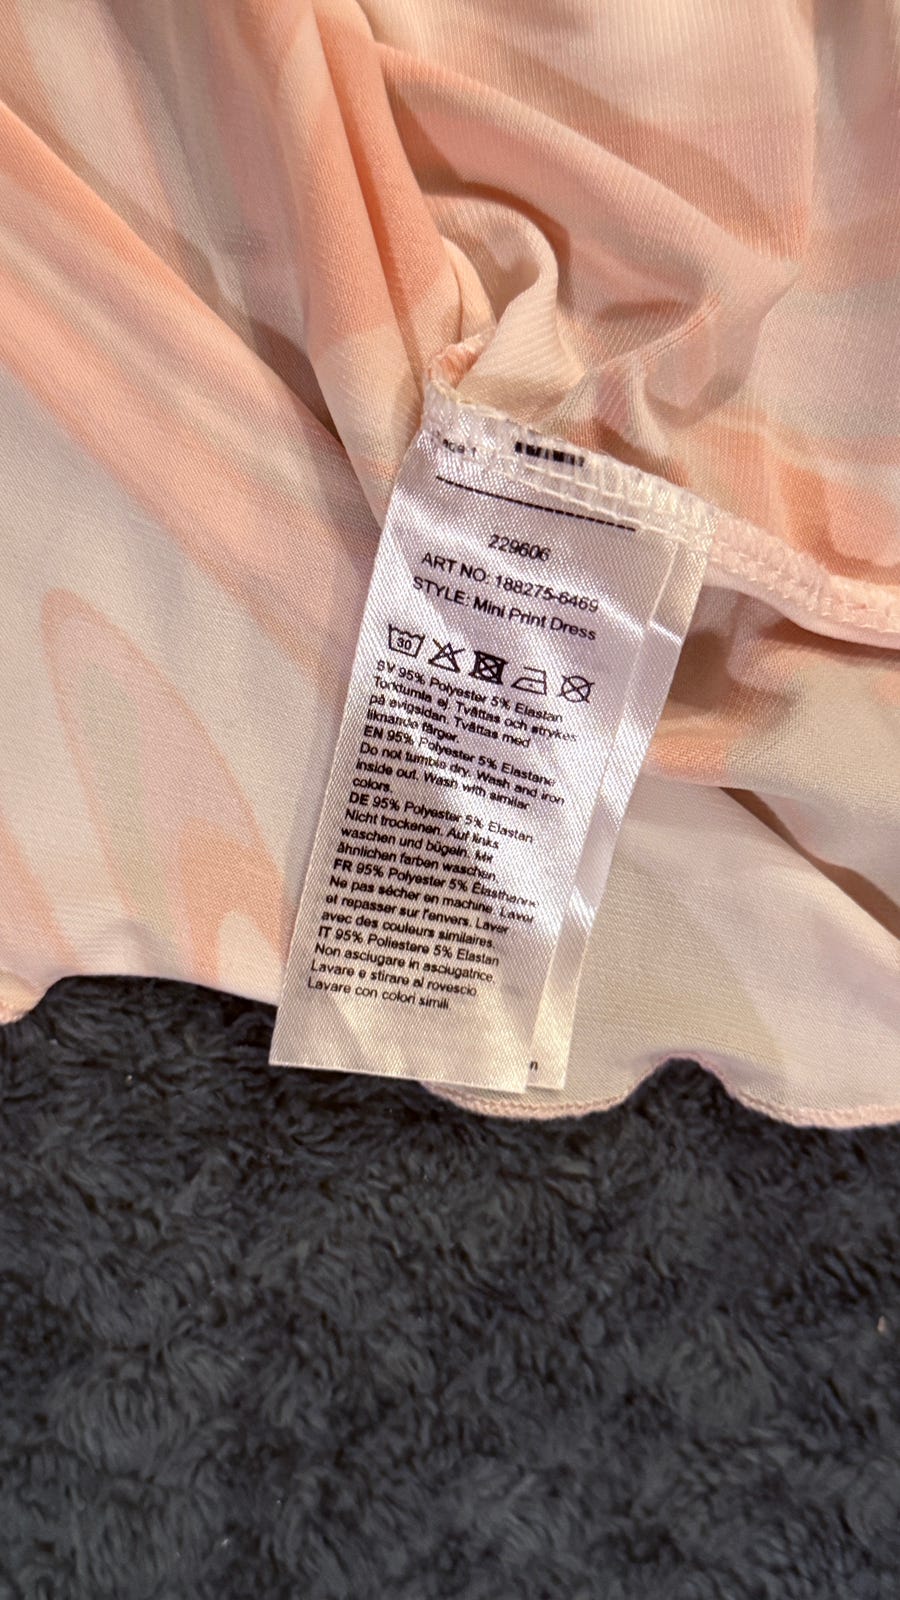 229606
ART NO: 188275-6469
STYLE: Mini Print Dress
30
SV 95% Polyester 5% Elastan
Torktumla ej. Tvättas och strykes
på avigsidan. Tvättas med
liknande färger.
EN 95% Polyester 5% Elastane
Do not tumble dry. Wash and iron
inside out. Wash with similar
colors.
DE 95% Polyester 5% Elastan
Nicht trockenen. Auf links
waschen und bügeln. Mit
ähnlichen farben waschen.
FR 95% Polyester 5% Élasthanne
Ne pas sécher en machine. Laver
et repasser sur l'envers. Laver
avec des couleurs similaires.
IT 95% Poliestere 5% Elastan
Non asciugare in asciugatrice.
Lavare e stirare al rovescio
Lavare con colori simili